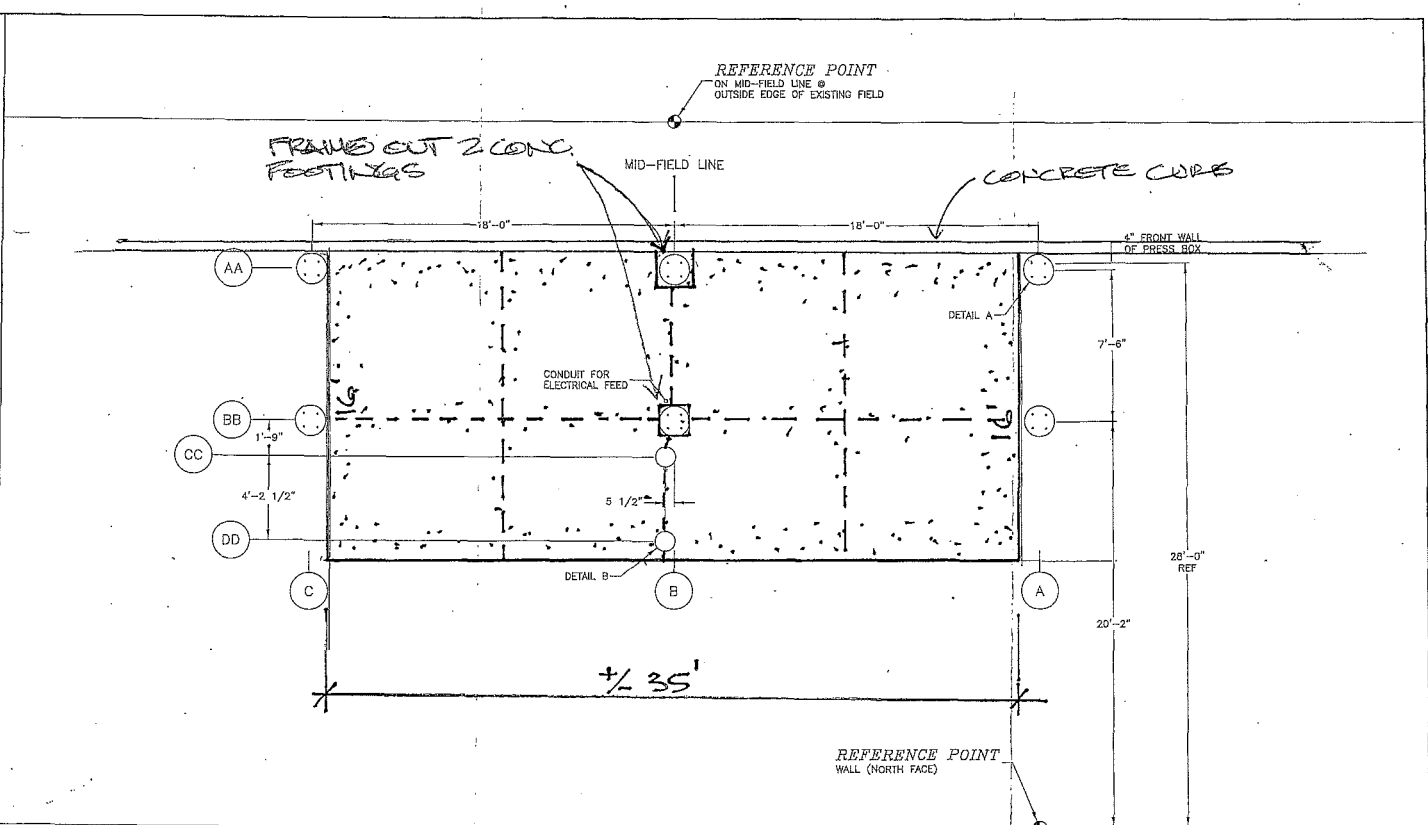 REFERENCE POINT
ON MID-FIELD LINE @
OUTSIDE EDGE OF EXISTING FIELD
FRAME OUT 2 CONC.
FOOTINGS
MID-FIELD LINE
CONCRETE CURB
18'-0"
18'-0"
4" FRONT WALL
OF PRESS BOX
AA
DETAIL A
7'-6"
CONDUIT FOR
ELECTRICAL FEED
16'
16'
BB
1'-9"
CC
4'-2 1/2"
5 1/2"
DD
DETAIL B
28'-0"
REF
C
B
A
20'-2"
+/- 35'
REFERENCE POINT
WALL (NORTH FACE)